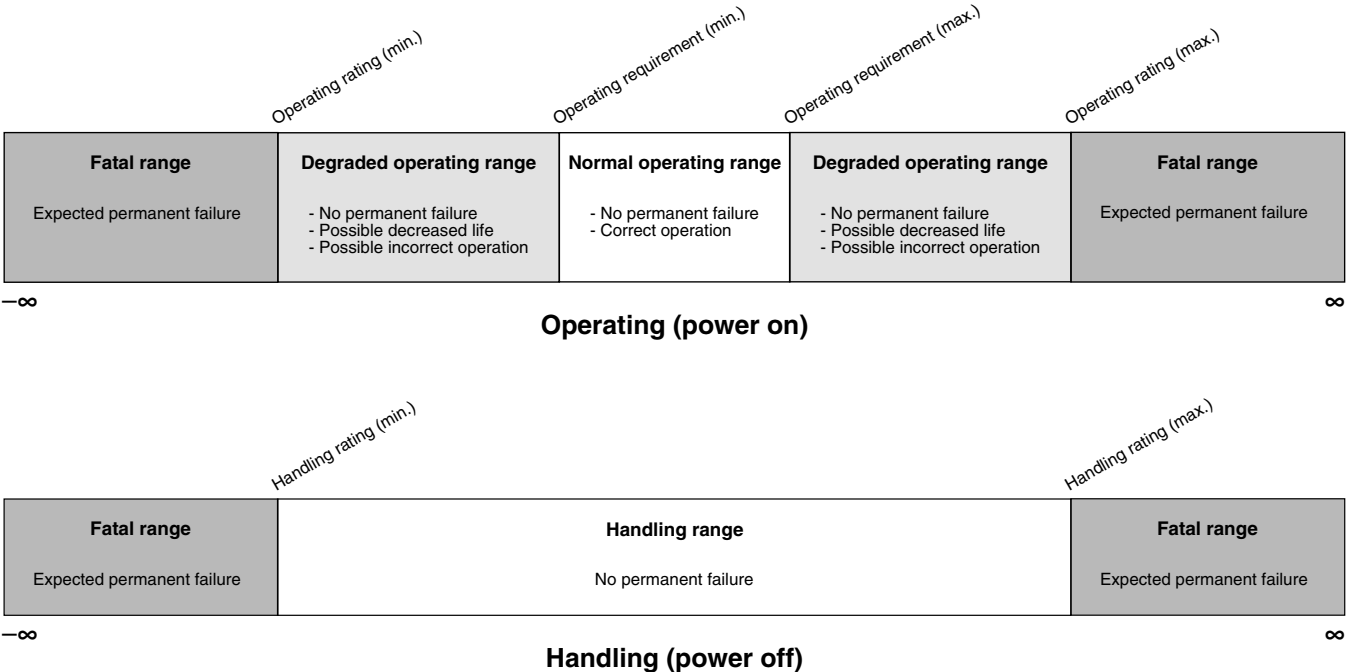 Operating rating (min.)
Operating requirement (min.)
Operating requirement (max.)
Operating rating (max.)
Fatal range
Expected permanent failure
Degraded operating range
- No permanent failure
- Possible decreased life
- Possible incorrect operation
Normal operating range
- No permanent failure
- Correct operation
Degraded operating range
- No permanent failure
- Possible decreased life
- Possible incorrect operation
Fatal range
Expected permanent failure
–∞
∞
Operating (power on)
Handling rating (min.)
Handling rating (max.)
Fatal range
Expected permanent failure
Handling range
No permanent failure
Fatal range
Expected permanent failure
–∞
∞
Handling (power off)